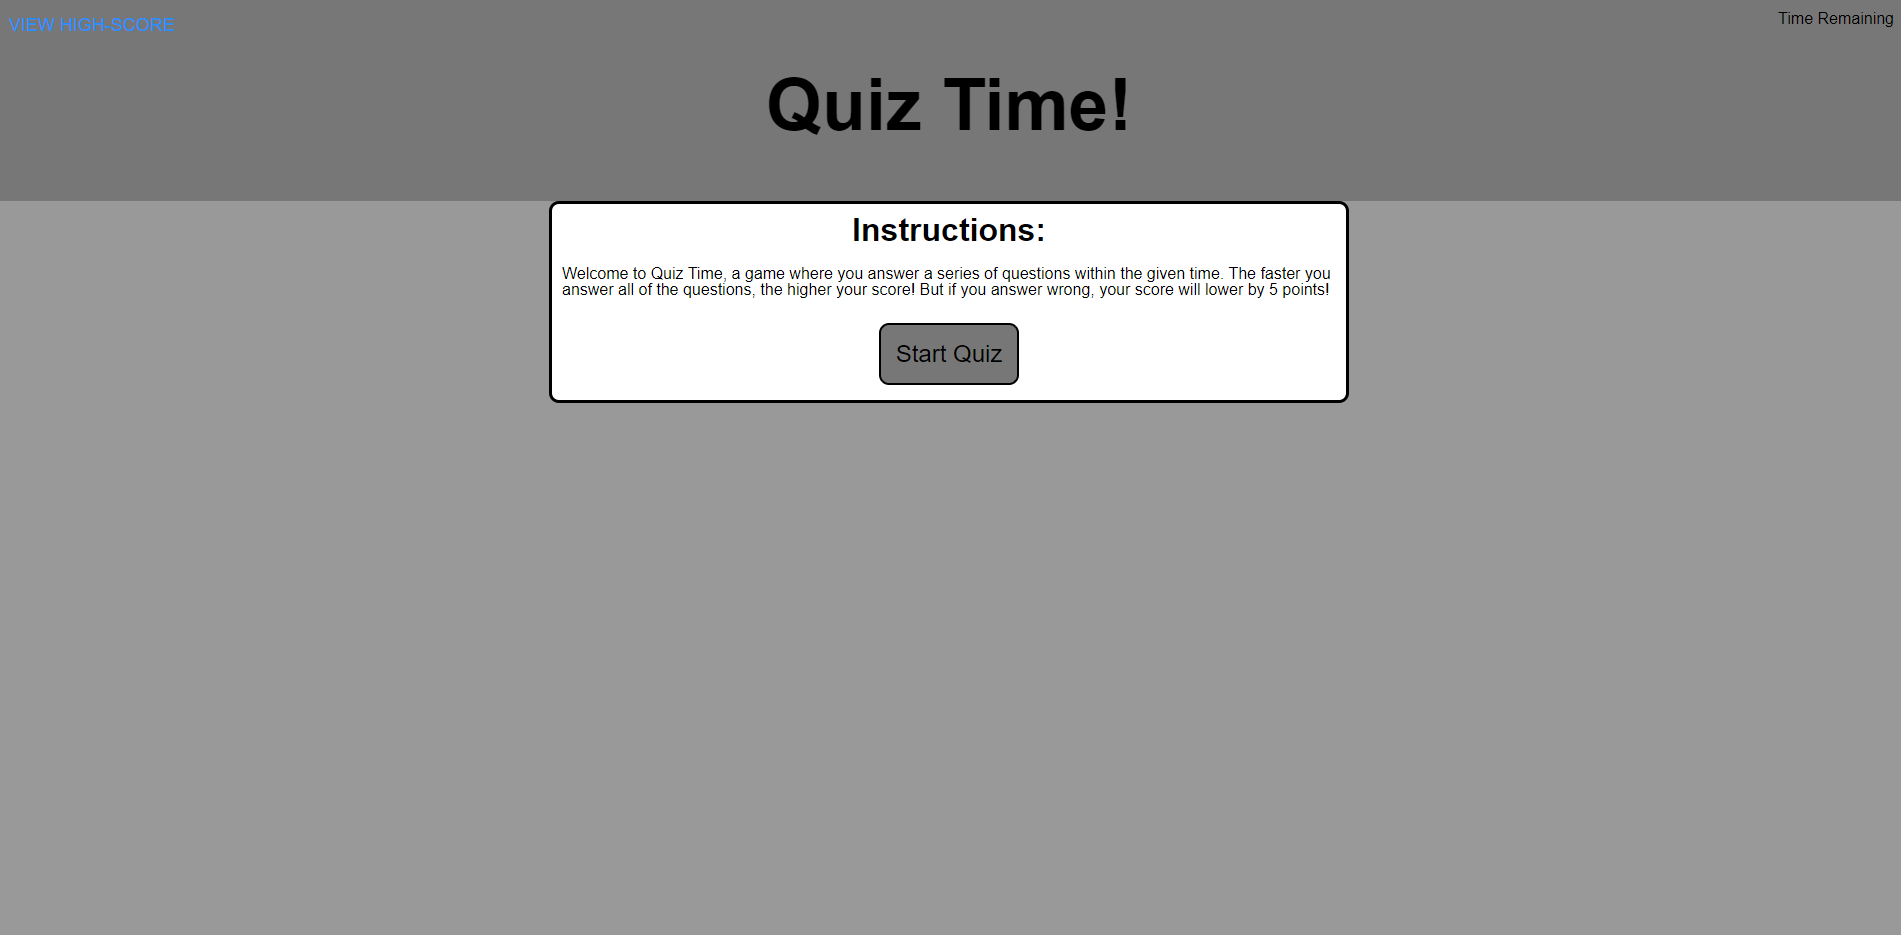 VIEW HIGH-SCORE
Time Remaining
Quiz Time!
Instructions:
Welcome to Quiz Time, a game where you answer a series of questions within the given time. The faster you
answer all of the questions, the higher your score! But if you answer wrong, your score will lower by 5 points!
Start Quiz